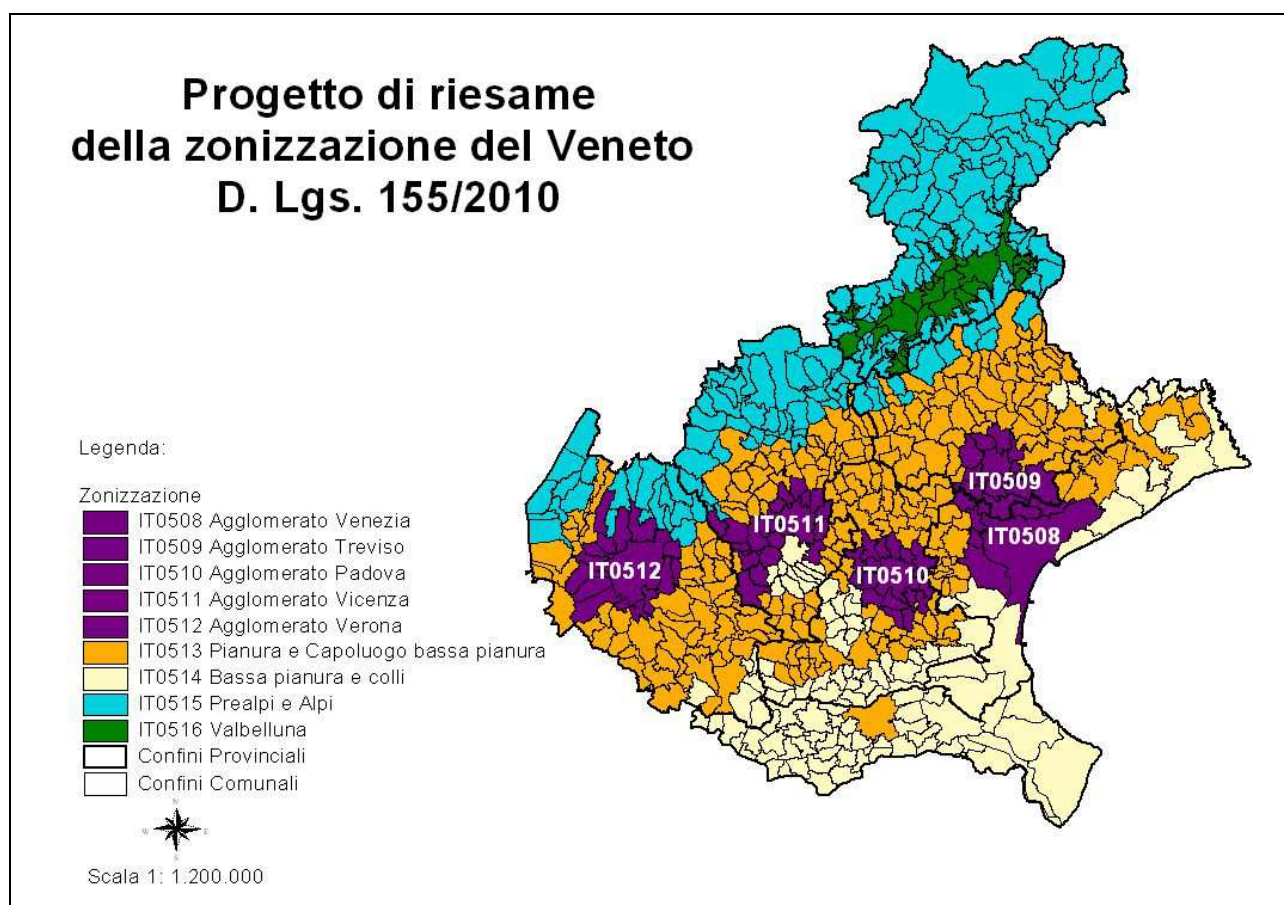 Progetto di riesame
della zonizzazione del Veneto
D. Lgs. 155/2010
Legenda:
Zonizzazione
IT0508 Agglomerato Venezia
IT0509 Agglomerato Treviso
IT0510 Agglomerato Padova
IT0511 Agglomerato Vicenza
IT0512 Agglomerato Verona
IT0513 Pianura e Capoluogo bassa pianura
IT0514 Bassa pianura e colli
IT0515 Prealpi e Alpi
IT0516 Valbelluna
Confini Provinciali
Confini Comunali
N
W E
S
Scala 1: 1.200.000
IT0509
IT0511
IT0508
IT0512
IT0510